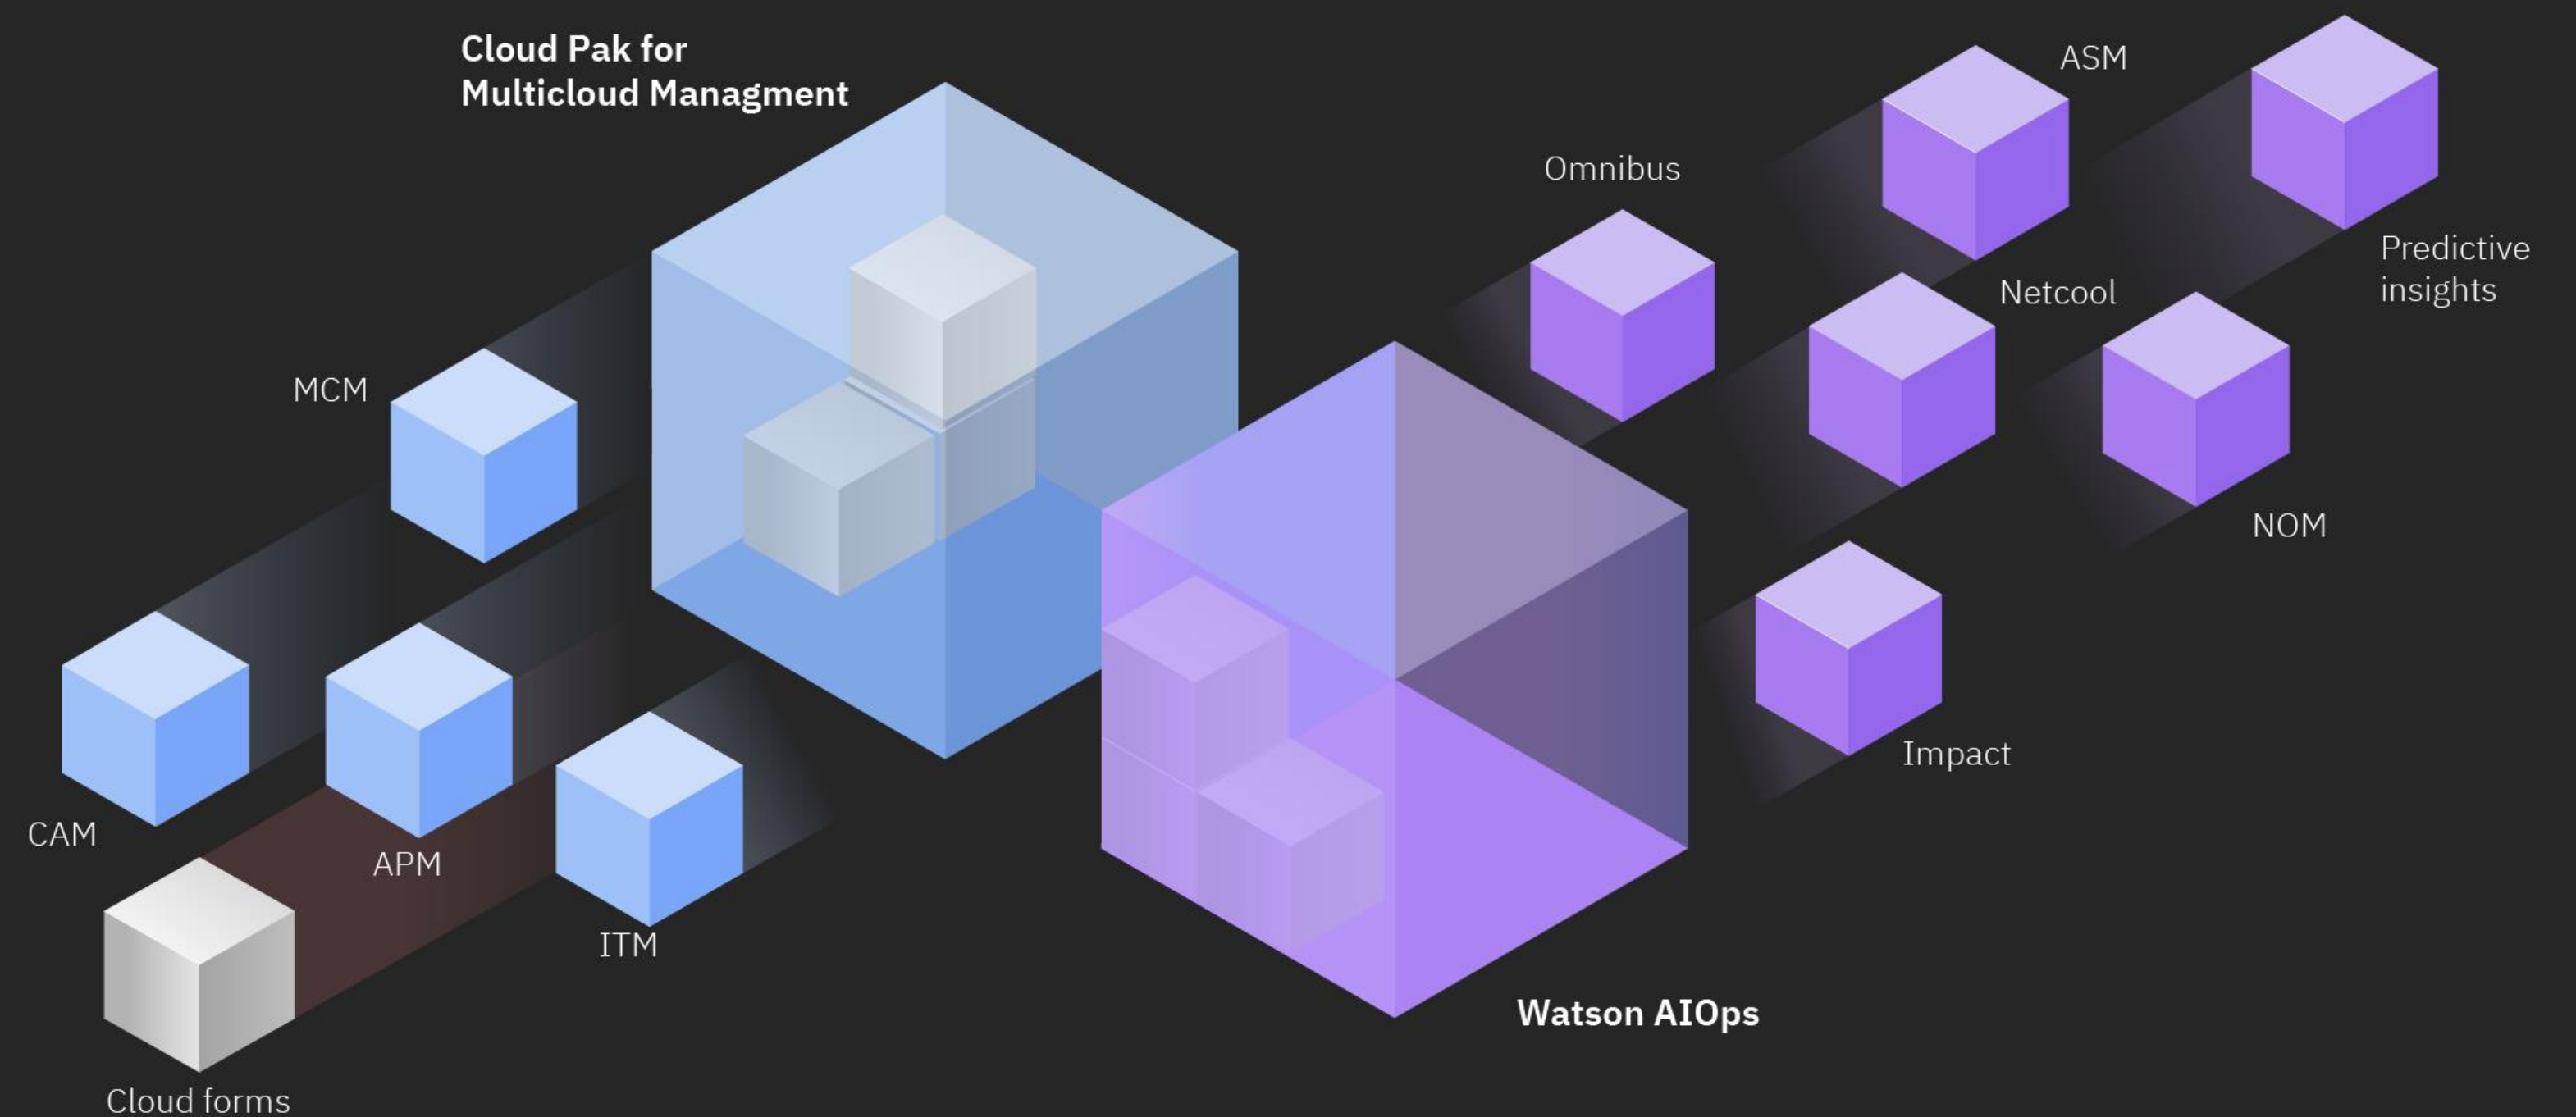 Cloud Pak for
Multicloud Managment
MCM
CAM
APM
ITM
Cloud forms
Omnibus
ASM
Predictive
insights
Netcool
NOM
Impact
Watson AIOps